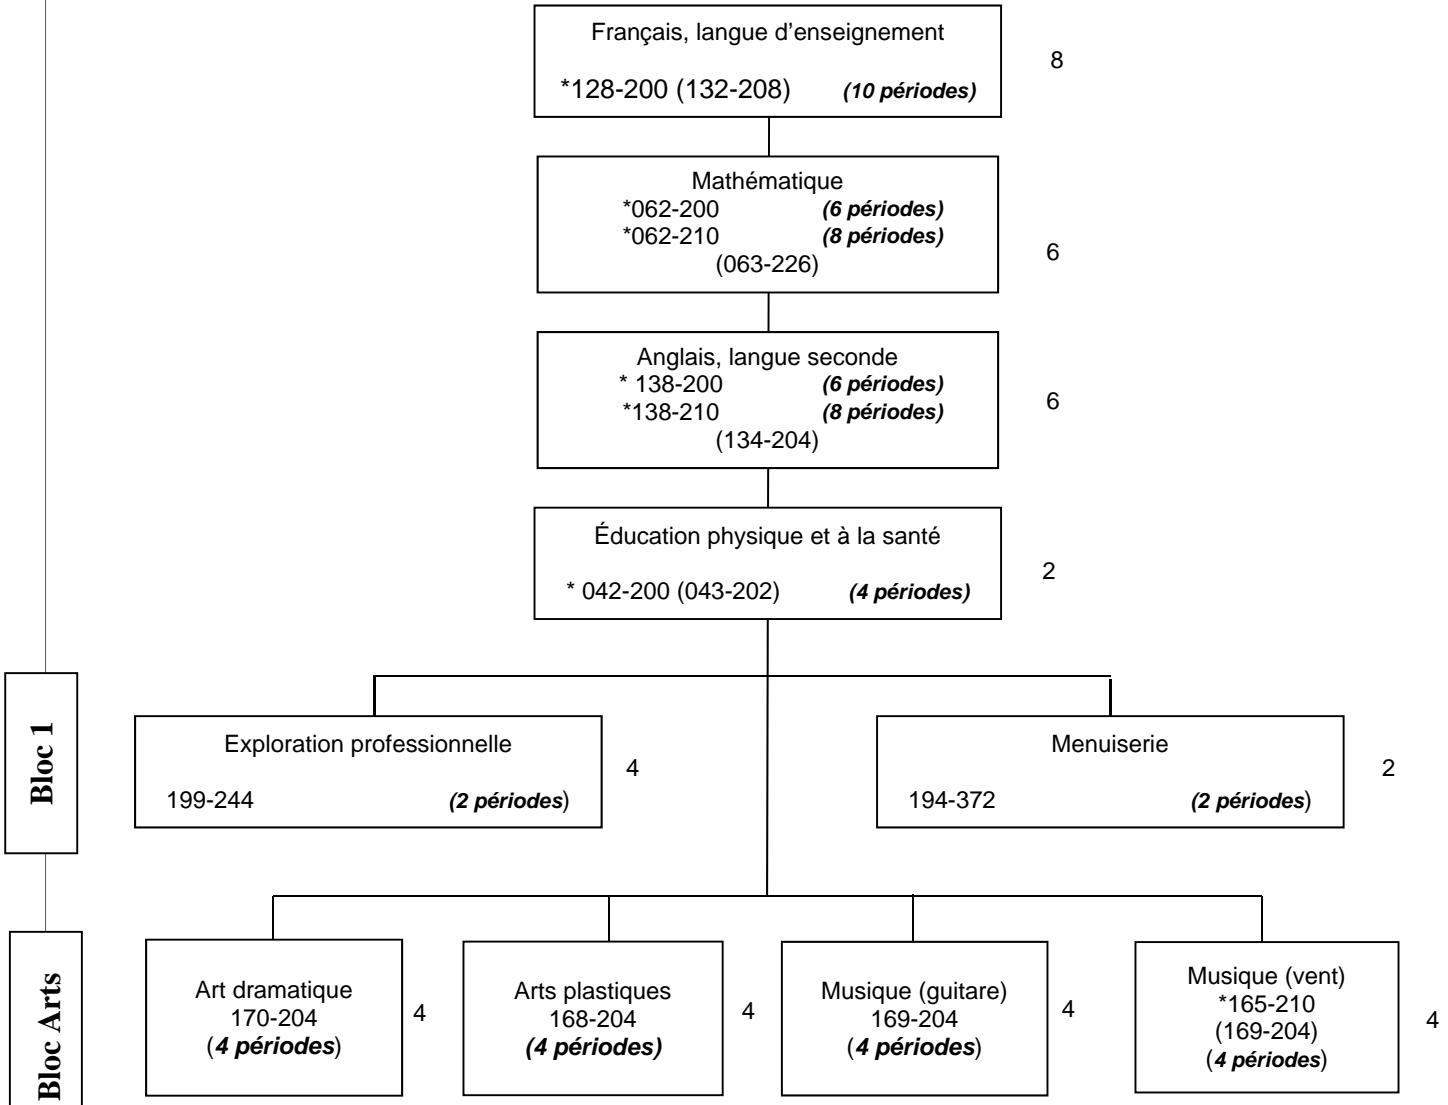 Français, langue d'enseignement
8
*128-200 (132-208) (10 périodes)
Mathématique
*062-200 (6 périodes)
*062-210 (8 périodes)
6
(063-226)
Anglais, langue seconde
* 138-200 (6 périodes)
6
*138-210 (8 périodes)
(134-204)
Éducation physique et à la santé
2
* 042-200 (043-202) (4 périodes)
Bloc 1
Exploration professionnelle
4
199-244 (2 périodes)
Menuiserie
2
194-372 (2 périodes)
Bloc Arts
Art dramatique
170-204
(4 périodes)
4
Arts plastiques
168-204
(4 périodes)
4
Musique (guitare)
169-204
(4 périodes)
4
Musique (vent)
*165-210
(169-204)
(4 périodes)
4